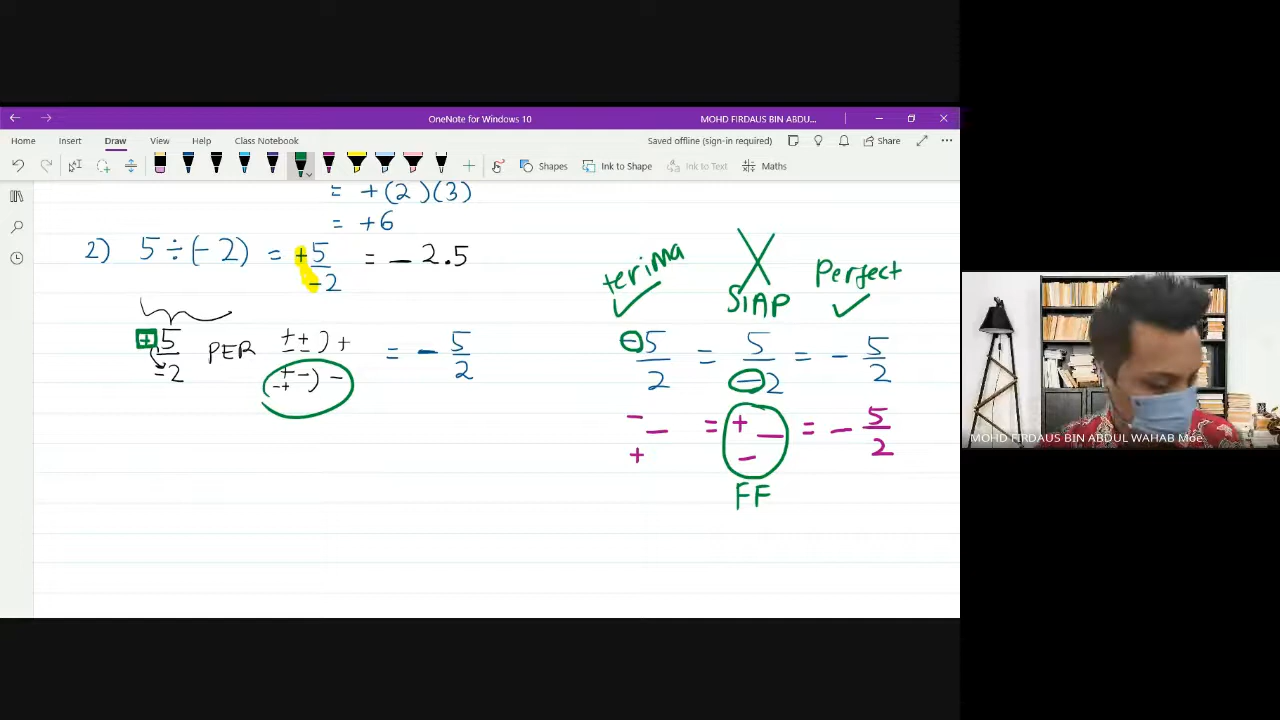 OneNote for Windows 10
MOHD FIRDAUS BIN ABDU...
Home Insert Draw View Help Class Notebook
Saved offline (sign-in required) Share
Shapes Ink to Shape Ink to Text Maths
= +(2)(3)
= +6
2) 5 ÷ (-2) = +5/-2 = -2.5
+5/-2 PER
+ + ) +
- -
+ - ) -
- +
= - 5/2
terima ✓
X
SIAP
Perfect ✓
-5/2 = 5/-2 = - 5/2
-/+ - = +/- - = - 5/2
FF
MOHD FIRDAUS BIN ABDUL WAHAB Moe